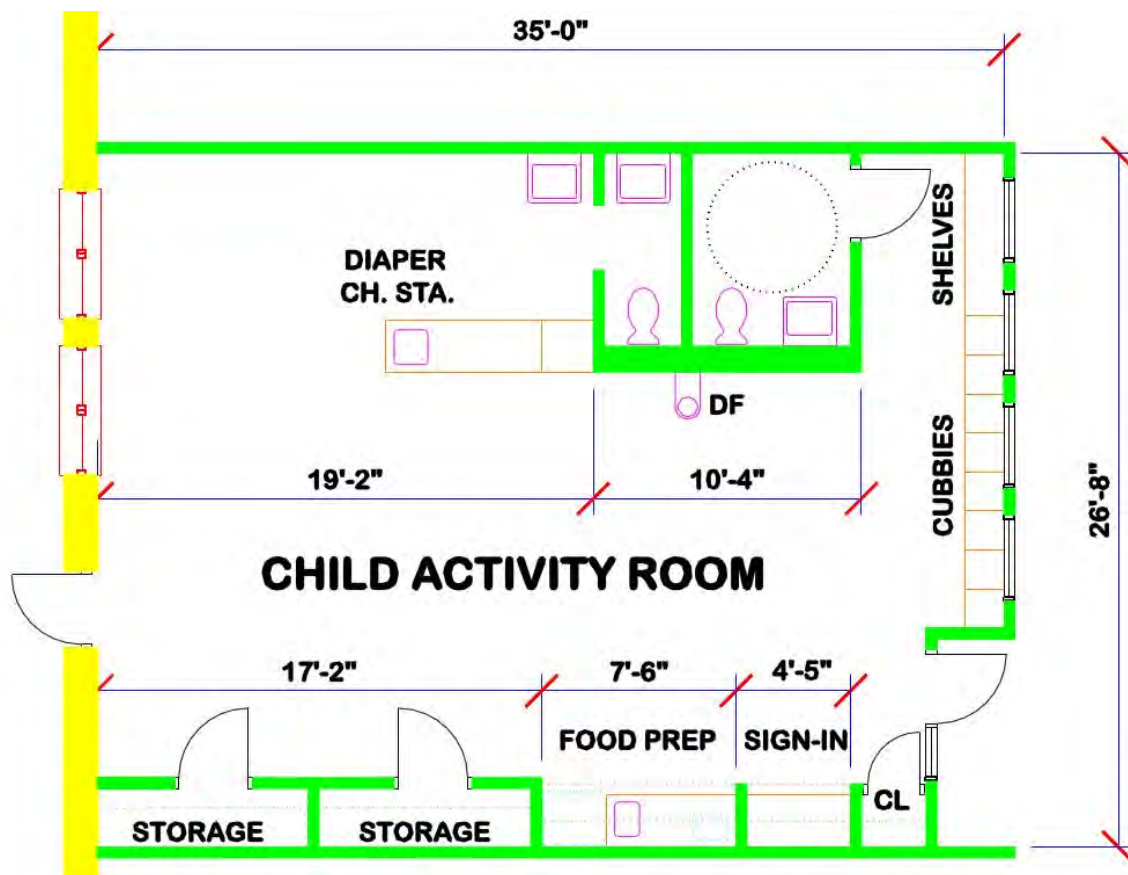 35'-0"
DIAPER
CH. STA.
SHELVES
DF
CUBBIES
19'-2"
10'-4"
26'-8"
CHILD ACTIVITY ROOM
17'-2"
7'-6"
4'-5"
FOOD PREP
SIGN-IN
CL
STORAGE
STORAGE